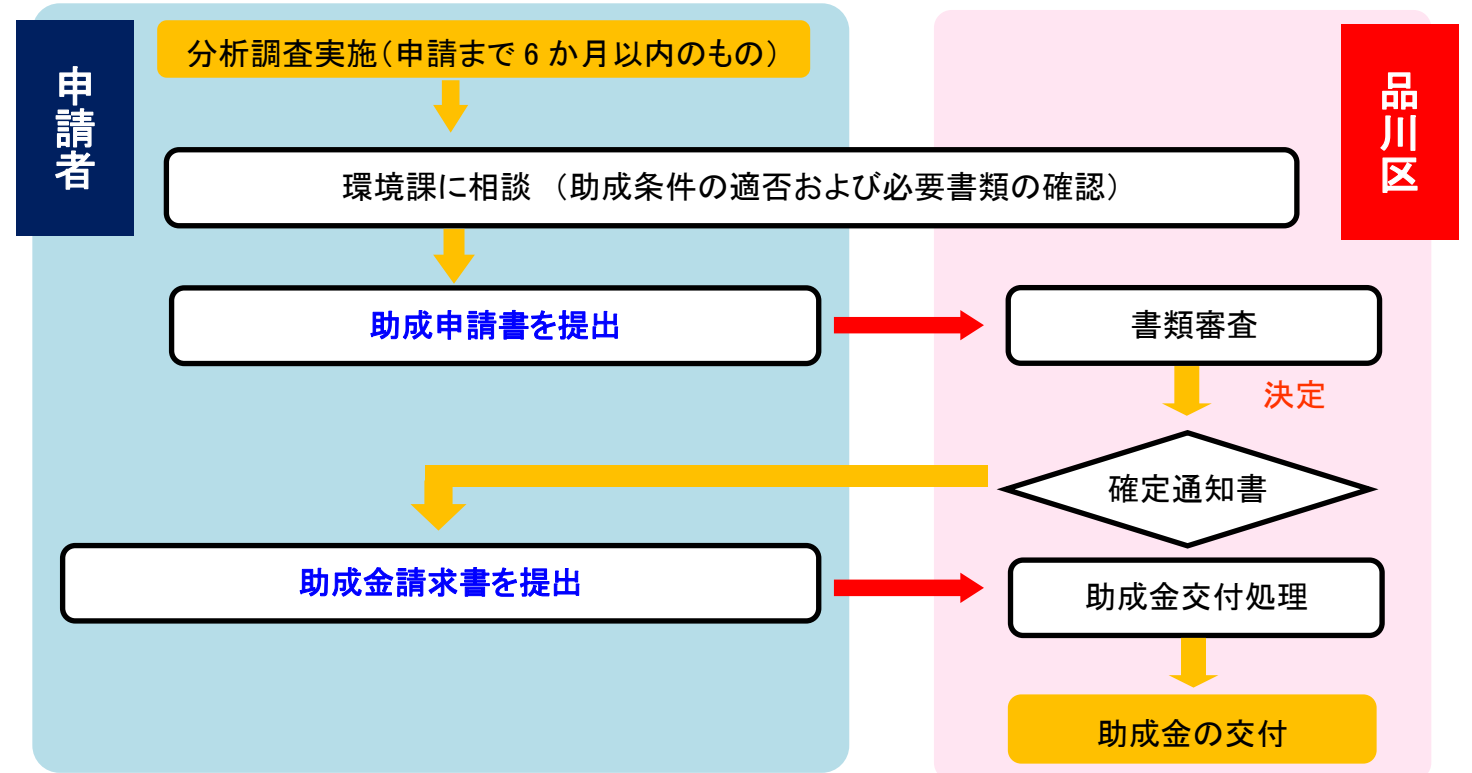 申請者
品川区
分析調査実施（申請まで６か月以内のもの）
環境課に相談 （助成条件の適否および必要書類の確認）
助成申請書を提出
書類審査
決定
確定通知書
助成金請求書を提出
助成金交付処理
助成金の交付